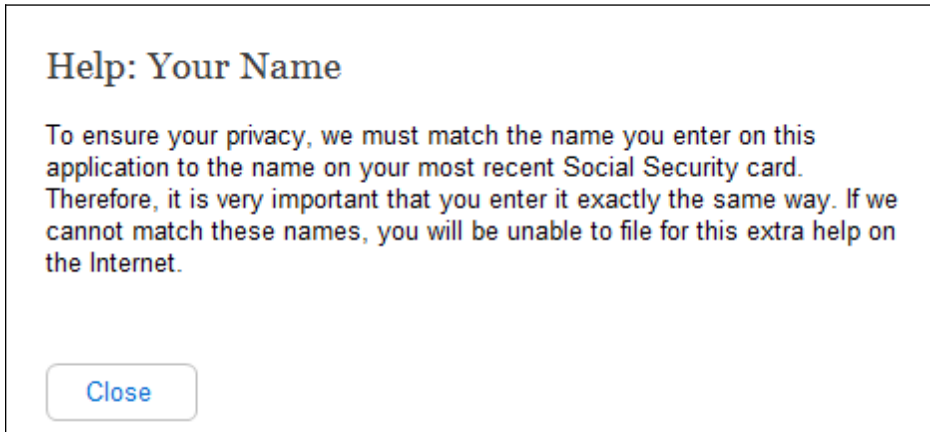 Help: Your Name
To ensure your privacy, we must match the name you enter on this
application to the name on your most recent Social Security card.
Therefore, it is very important that you enter it exactly the same way. If we
cannot match these names, you will be unable to file for this extra help on
the Internet.
Close